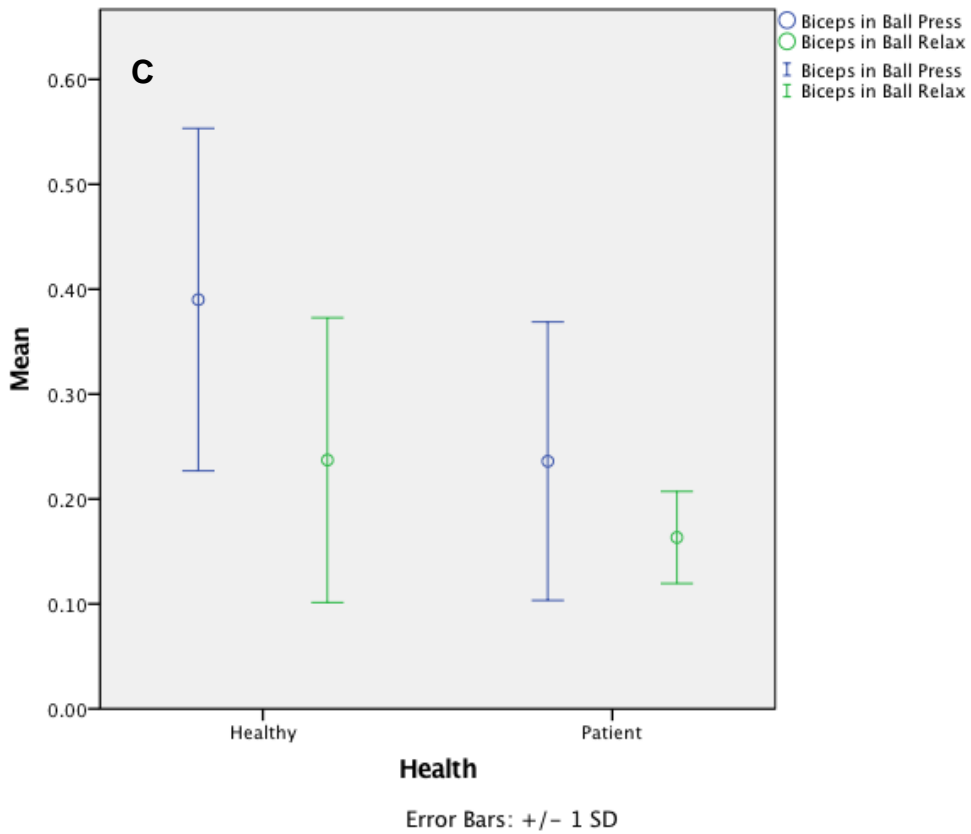 C
Biceps in Ball Press
Biceps in Ball Relax
Biceps in Ball Press
Biceps in Ball Relax
0.60
0.50
0.40
0.30
0.20
0.10
0.00
Mean
Healthy
Patient
Health
Error Bars: +/- 1 SD